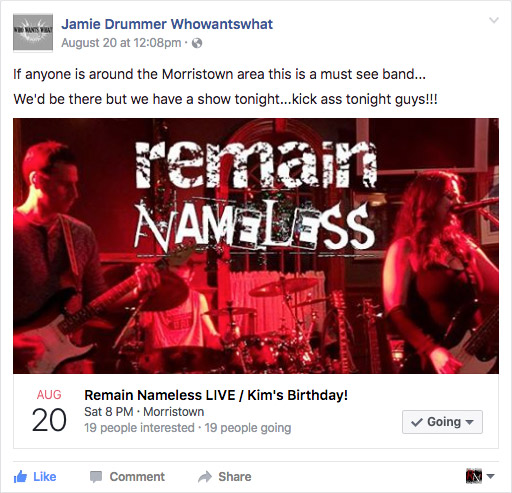 WHO WANTS WHAT
Jamie Drummer Whowantswhat
August 20 at 12:08pm ·
If anyone is around the Morristown area this is a must see band...
We'd be there but we have a show tonight...kick ass tonight guys!!!
remain
NAMELESS
AUG
20
Remain Nameless LIVE / Kim's Birthday!
Sat 8 PM · Morristown
19 people interested · 19 people going
Going
Like Comment Share